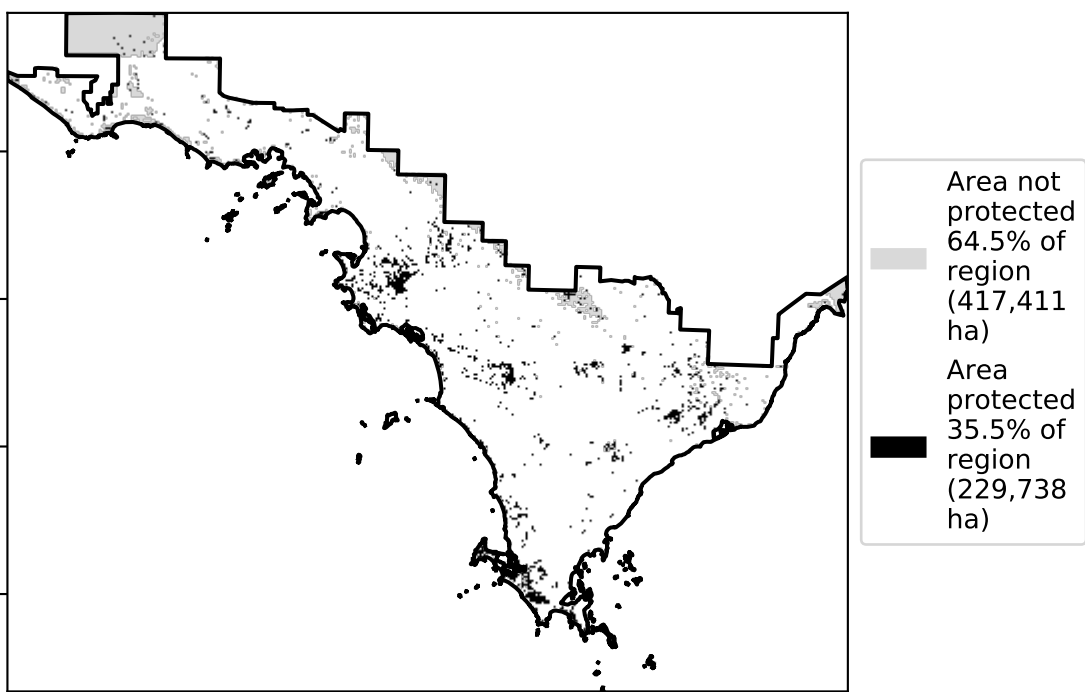 Area not
protected
64.5% of
region
(417,411
ha)
Area
protected
35.5% of
region
(229,738
ha)